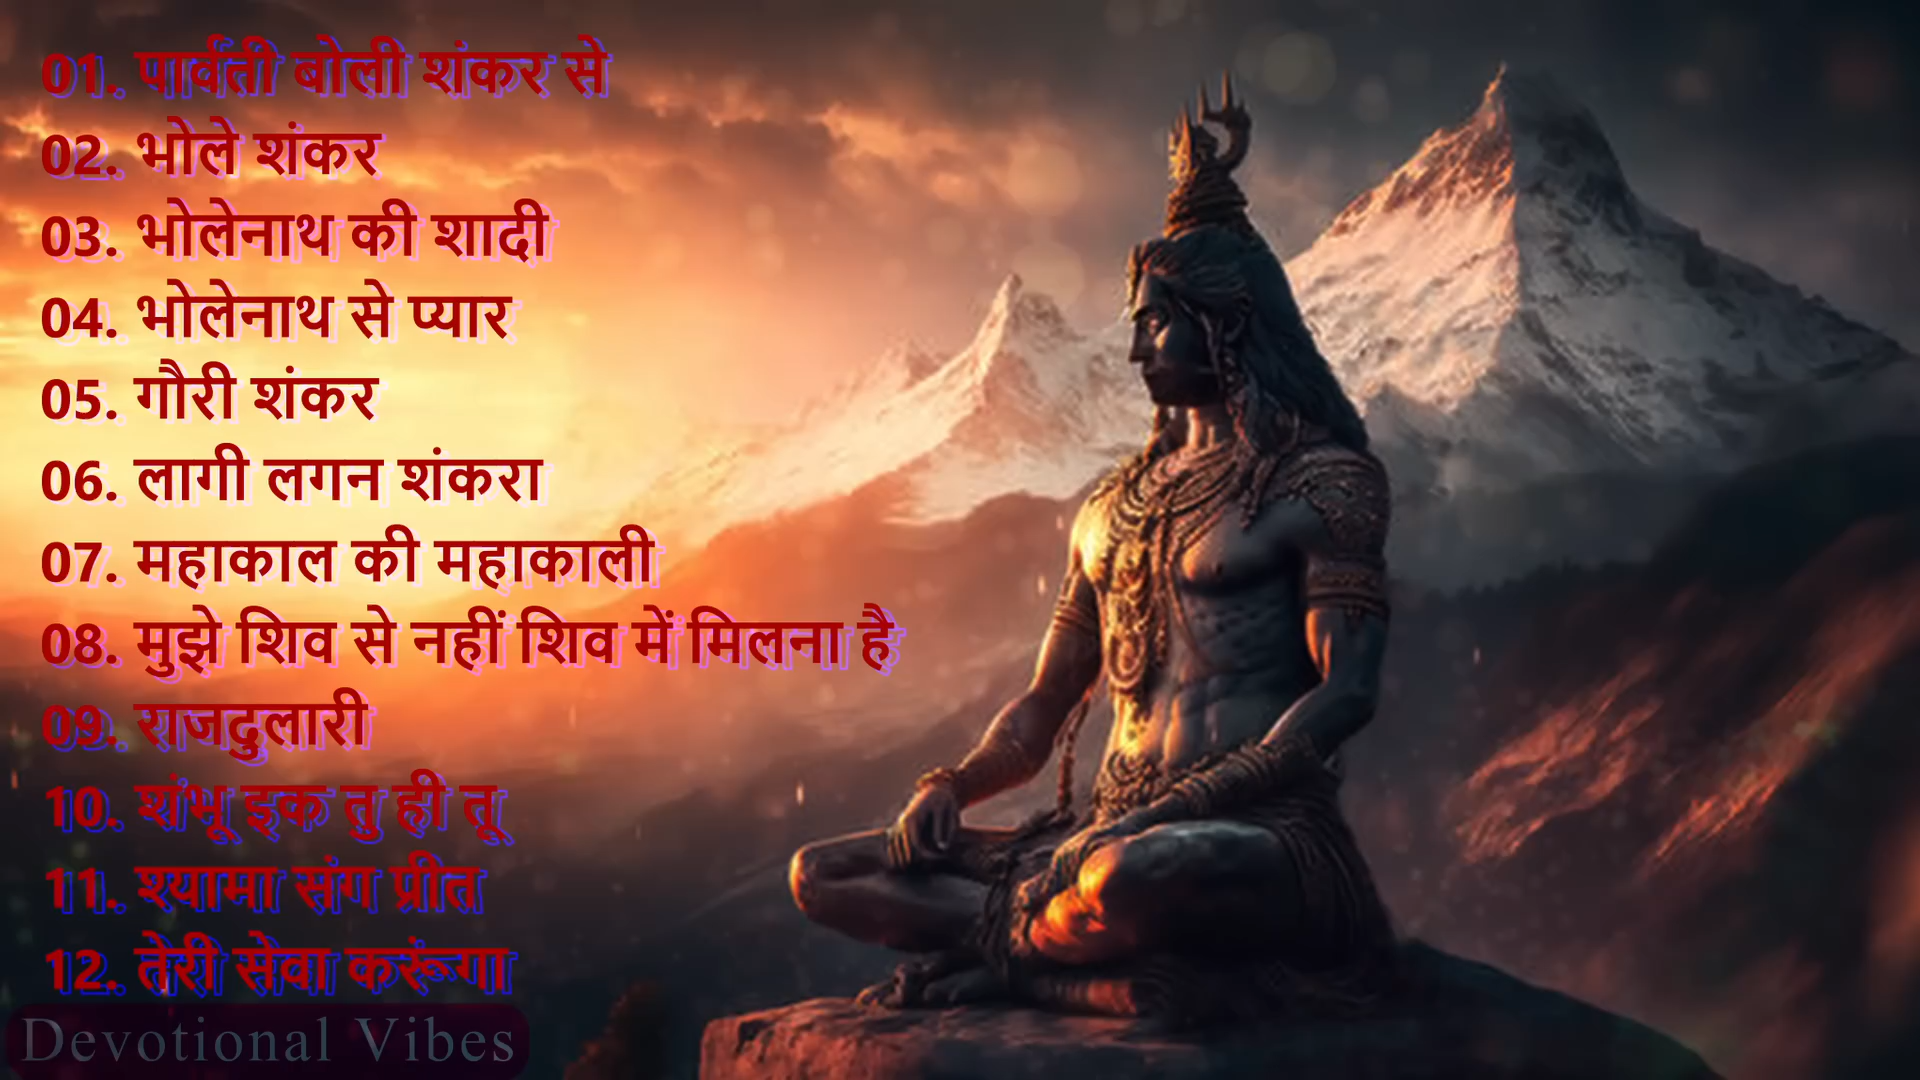 01. पार्वती बोली शंकर से
02. भोले शंकर
03. भोलेनाथ की शादी
04. भोलेनाथ से प्यार
05. गौरी शंकर
06. लागी लगन शंकरा
07. महाकाल की महाकाली
08. मुझे शिव से नहीं शिव में मिलना है
09. राजदुलारी
10. शंभू इक तु ही तू
11. श्यामा संग प्रीत
12. तेरी सेवा करूंगा
Devotional Vibes